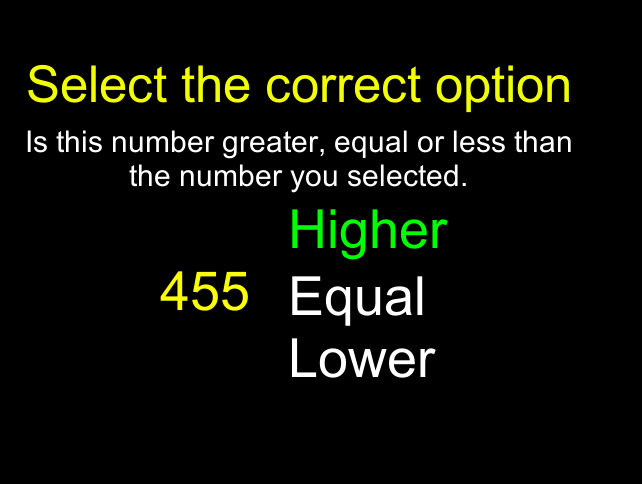 Select the correct option
Is this number greater, equal or less than
the number you selected.
Higher
455 Equal
Lower